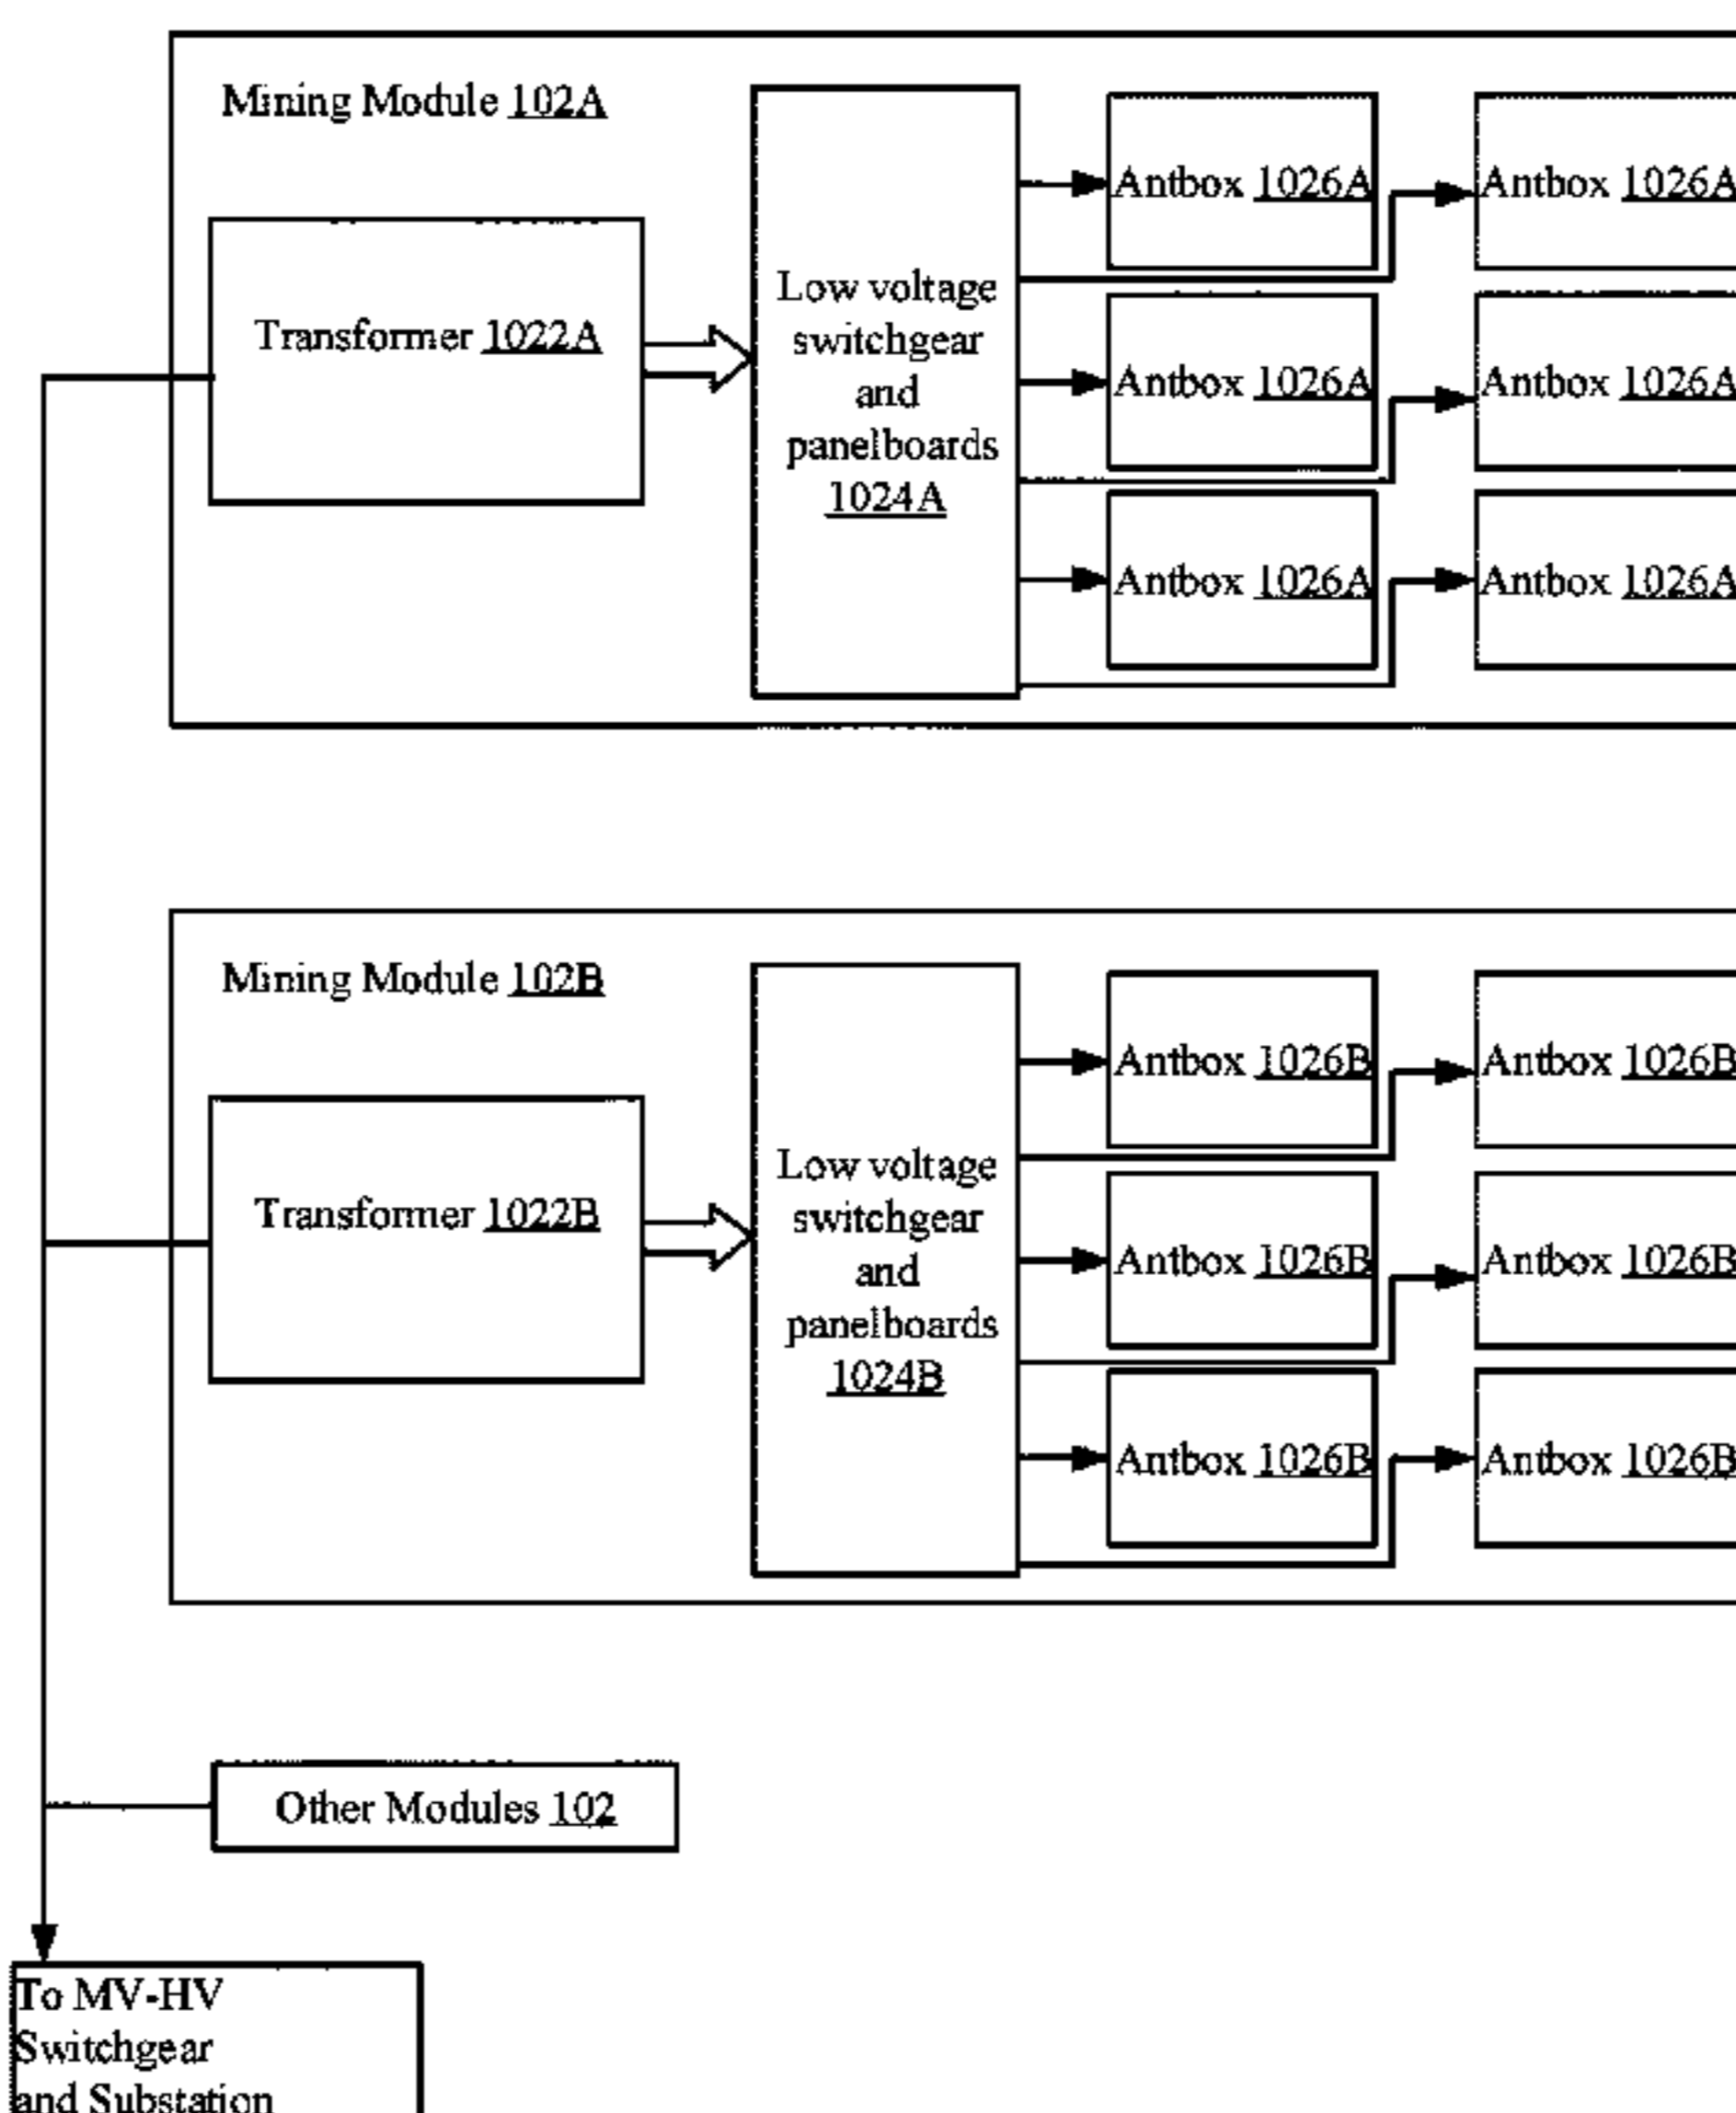 Mining Module 102A
Transformer 1022A
Low voltage
switchgear
and
panelboards
1024A
Antbox 1026A
Antbox 1026A
Antbox 1026A
Antbox 1026A
Antbox 1026A
Antbox 1026A
Mining Module 102B
Transformer 1022B
Low voltage
switchgear
and
panelboards
1024B
Antbox 1026B
Antbox 1026B
Antbox 1026B
Antbox 1026B
Antbox 1026B
Antbox 1026B
Other Modules 102
To MV-HV
Switchgear
and Substation